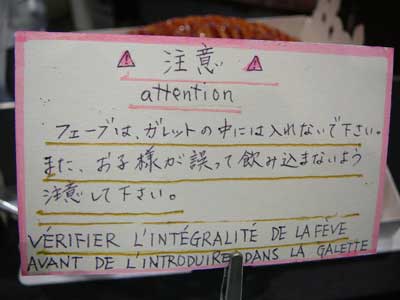 注意
attention
フェーブは、ガレットの中には入れないで下さい。
また、お子様が誤って飲み込まないよう
注意して下さい。
VÉRIFIER L'INTÉGRALITÉ DE LA FÈVE
AVANT DE L'INTRODUIRE DANS LA GALETTE